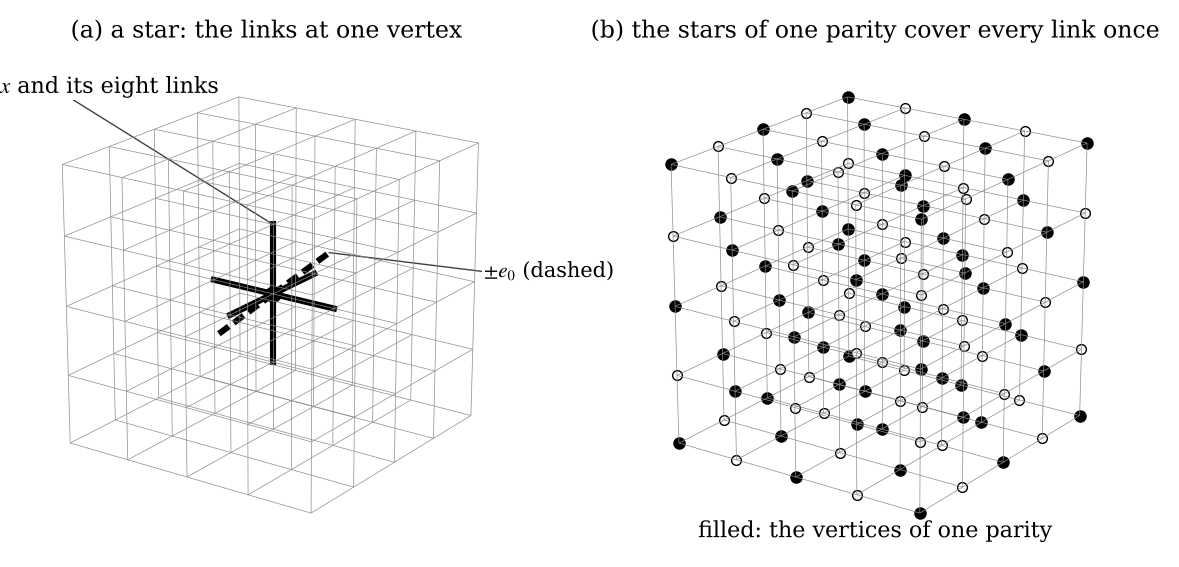 (a) a star: the links at one vertex
(b) the stars of one parity cover every link once
x and its eight links
±e₀ (dashed)
filled: the vertices of one parity